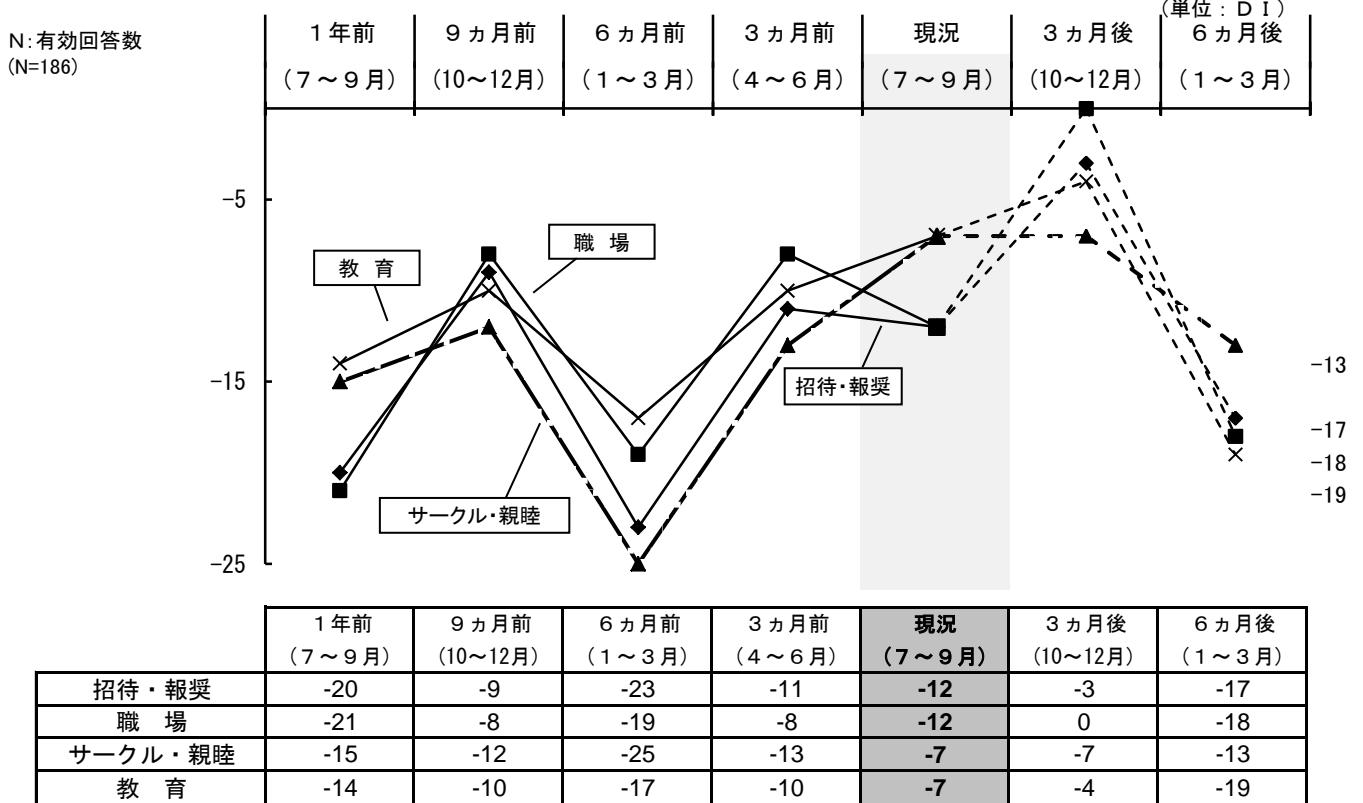 (単位：ＤＩ)
N:有効回答数
(N=186)
１年前 ９ヵ月前 ６ヵ月前 ３ヵ月前 現況 ３ヵ月後 ６ヵ月後
(７～９月) (10～12月) (１～３月) (４～６月) (７～９月) (10～12月) (１～３月)
-5
職 場
教 育
-13
-15
招待・報奨
-17
-18
-19
サークル・親睦
-25
１年前 ９ヵ月前 ６ヵ月前 ３ヵ月前 現況 ３ヵ月後 ６ヵ月後
(７～９月) (10～12月) (１～３月) (４～６月) (７～９月) (10～12月) (１～３月)
招待・報奨 -20 -9 -23 -11 -12 -3 -17
職 場 -21 -8 -19 -8 -12 0 -18
サークル・親睦 -15 -12 -25 -13 -7 -7 -13
教 育 -14 -10 -17 -10 -7 -4 -19